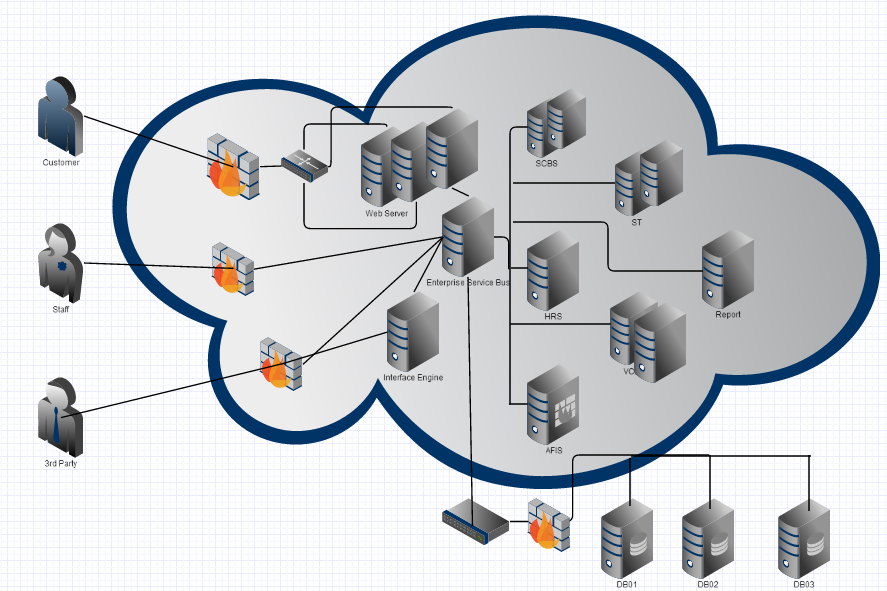 Customer
SCBS
Web Server
ST
Enterprise Service Bus
Staff
HRS
Report
VC
Interface Engine
AFIS
3rd Party
DB01
DB02
DB03